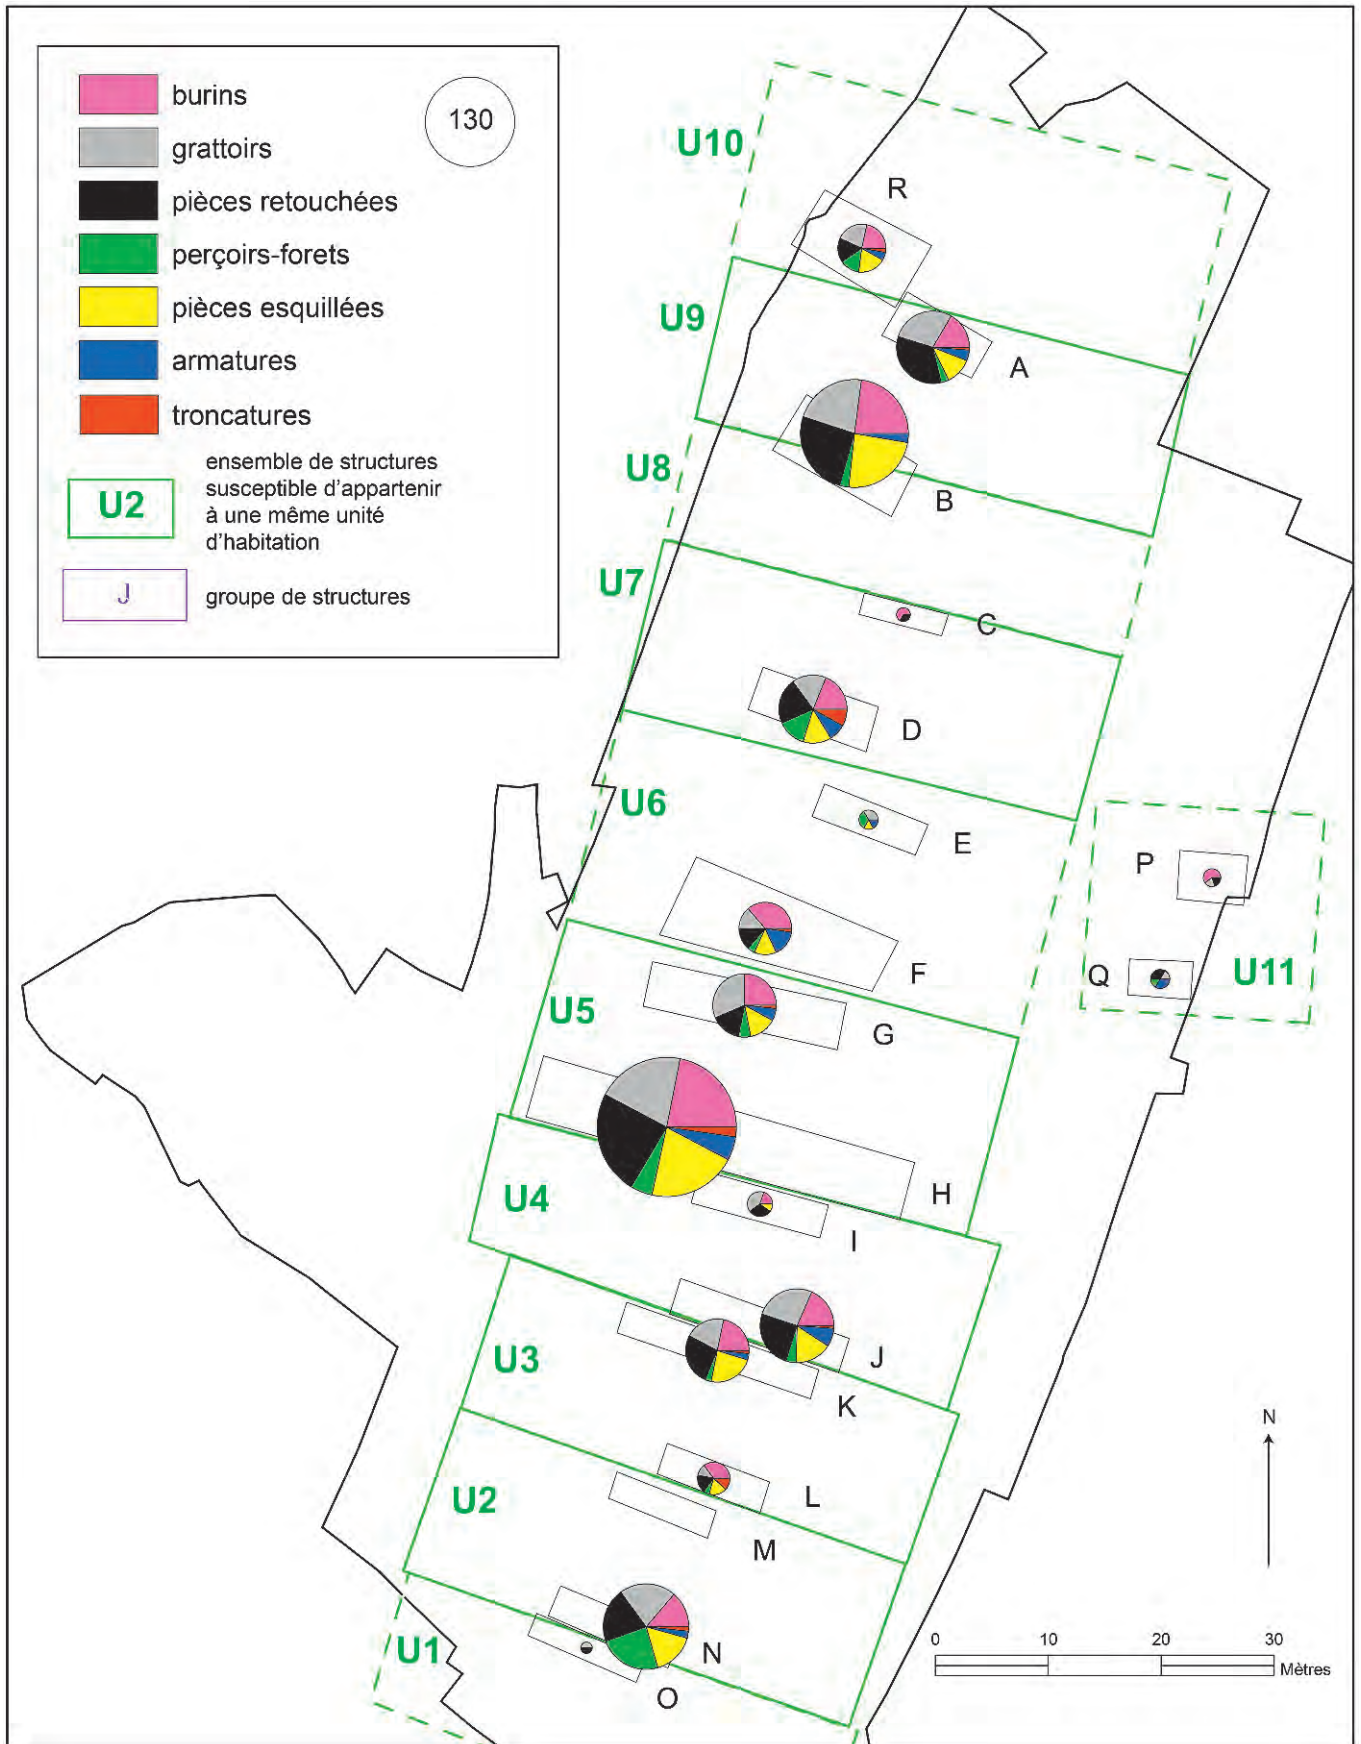 burins
130
grattoirs
pièces retouchées
perçoirs-forets
pièces esquillées
armatures
troncatures
U2
ensemble de structures
susceptible d'appartenir
à une même unité
d'habitation
J
groupe de structures
U10
R
U9
A
U8
B
U7
C
D
U6
E
P
F
Q
U11
U5
G
H
U4
I
J
U3
K
N
U2
L
M
U1
N
O
0 10 20 30
Mètres